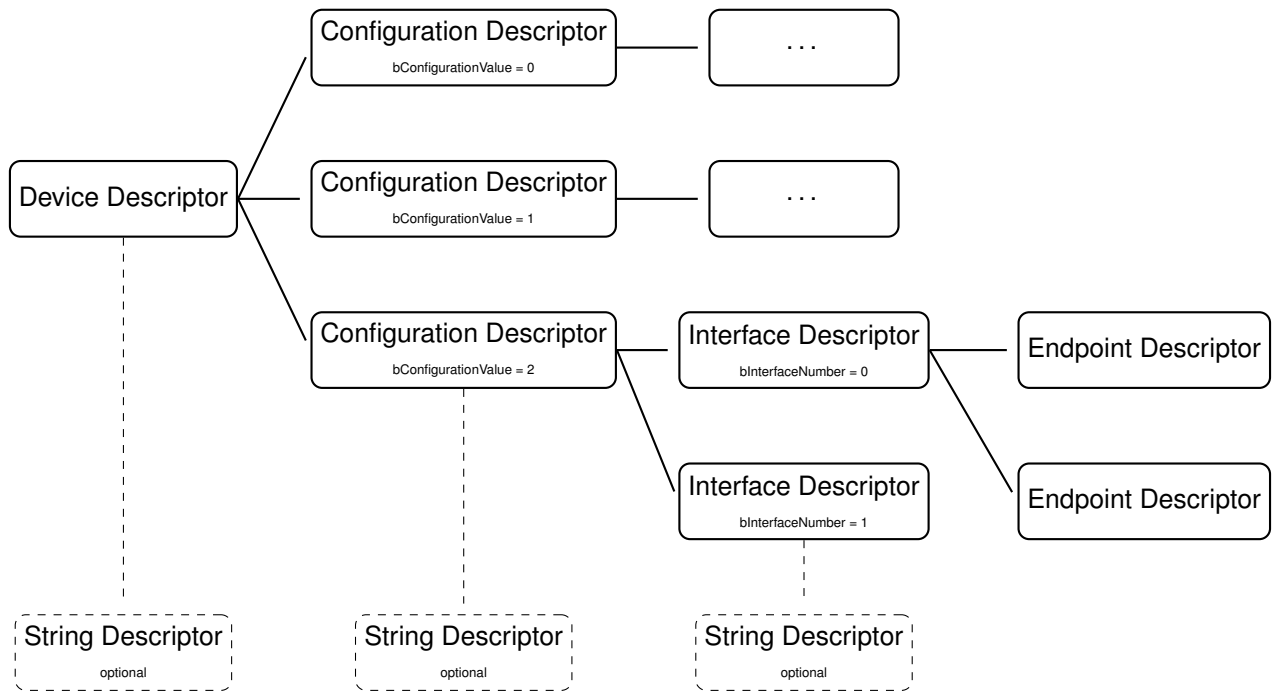 Configuration Descriptor
bConfigurationValue = 0
. . .
Device Descriptor
Configuration Descriptor
bConfigurationValue = 1
. . .
Configuration Descriptor
bConfigurationValue = 2
Interface Descriptor
bInterfaceNumber = 0
Endpoint Descriptor
Interface Descriptor
bInterfaceNumber = 1
Endpoint Descriptor
String Descriptor
optional
String Descriptor
optional
String Descriptor
optional